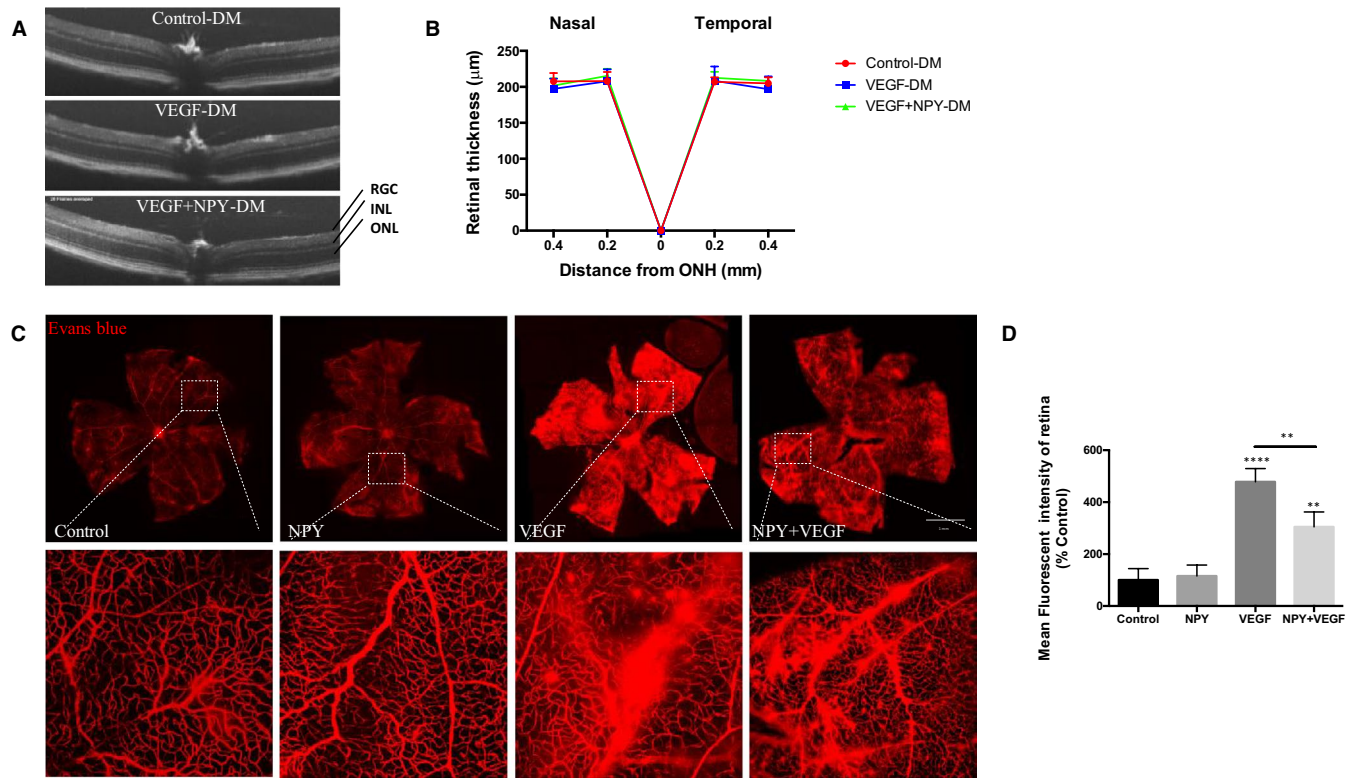 A
Control-DM
VEGF-DM
26 Frames averaged
VEGF+NPY-DM
RGC
INL
ONL
B
Nasal
Temporal
Retinal thickness (μm)
250
200
150
100
50
0
0.4
0.2
0
0.2
0.4
Distance from ONH (mm)
Control-DM
VEGF-DM
VEGF+NPY-DM
C
Evans blue
Control
NPY
VEGF
NPY+VEGF
D
Mean Fluorescent intensity of retina
(% Control)
600
400
200
0
**
****
**
Control
NPY
VEGF
NPY+VEGF